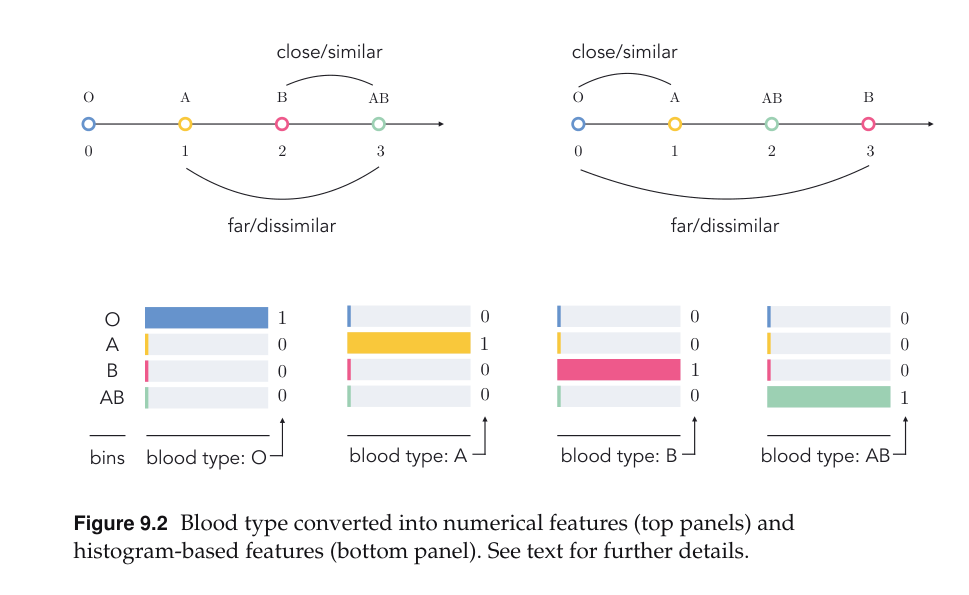 close/similar
O A B AB
0 1 2 3
far/dissimilar
close/similar
O A AB B
0 1 2 3
far/dissimilar
O 1 0 0 0
A 0 1 0 0
B 0 0 1 0
AB 0 0 0 1
bins blood type: O blood type: A blood type: B blood type: AB
Figure 9.2 Blood type converted into numerical features (top panels) and
histogram-based features (bottom panel). See text for further details.